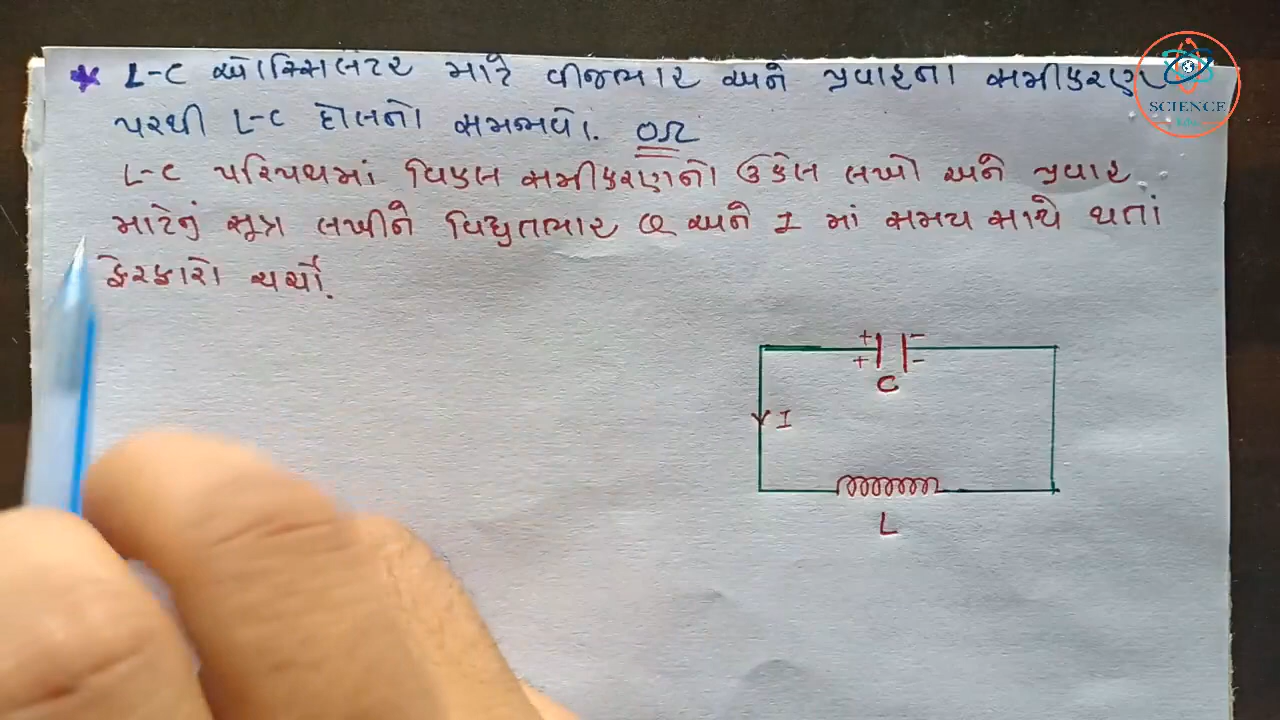 * L-C ઓસ્સિલેટર માટે વીજભાર અને પ્રવાહના સમીકરણ
પરથી L-C દોલનો સમજાવો. OR
L-C પરિપથમાં વિકલ સમીકરણનો ઉકેલ લખો અને પ્રવાહ
માટેનું સૂત્ર લખીને વિદ્યુતભાર Q અને I માં સમય સાથે થતાં
ફેરફારો ચર્ચો.
+ -
+ -
C
I
L
SCIENCE